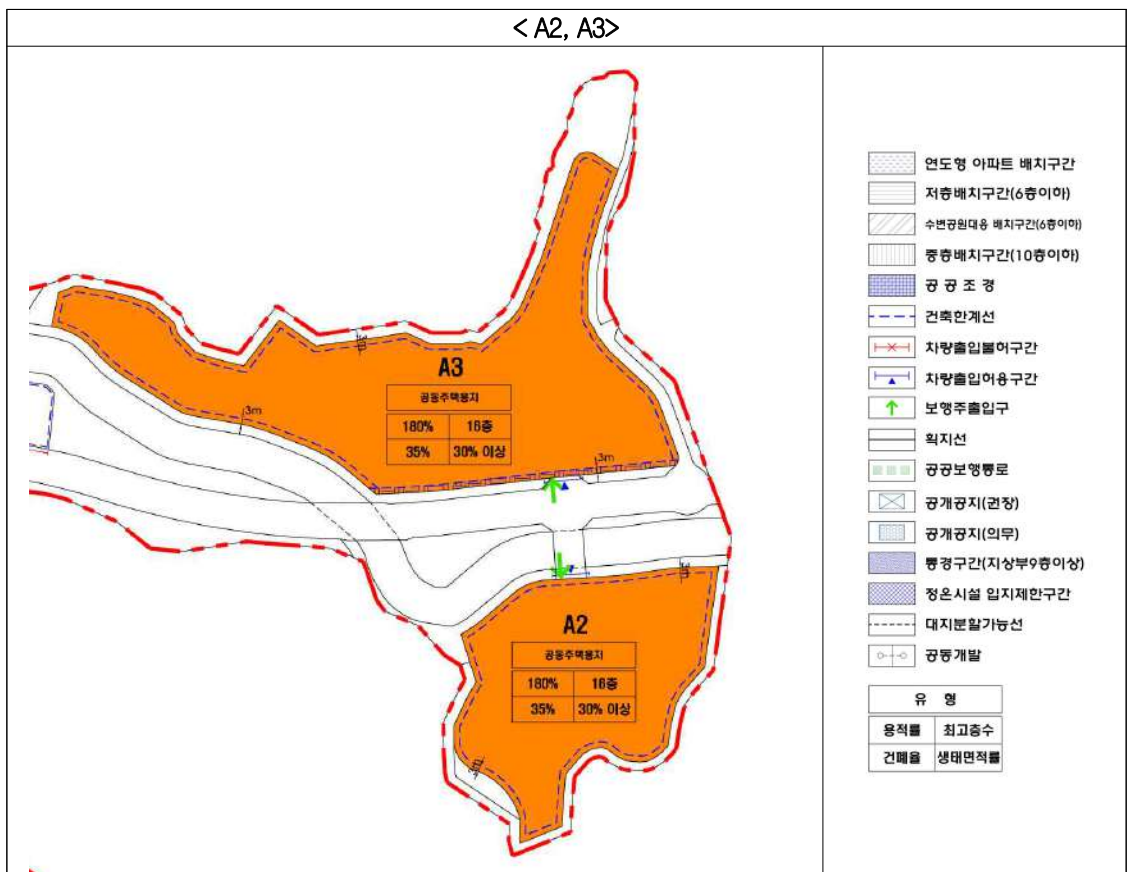 < A2, A3>
3m
A3
공동주택용지
180% 16층
35% 30% 이상
3m
3m
3m
A2
공동주택용지
180% 16층
35% 30% 이상
3m
연도형 아파트 배치구간
저층배치구간(6층이하)
수변공원대응 배치구간(6층이하)
중층배치구간(10층이하)
공 공 조 경
건축한계선
차량출입불허구간
차량출입허용구간
보행주출입구
획지선
공공보행통로
공개공지(권장)
공개공지(의무)
통경구간(지상부9층이상)
정온시설 입지제한구간
대지분할가능선
공동개발
유 형
용적률 최고층수
건폐율 생태면적률